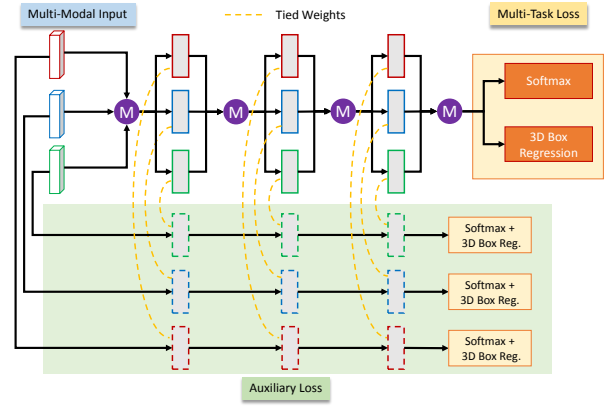 Multi-Modal Input
Tied Weights
Multi-Task Loss
M
M
M
M
Softmax
3D Box
Regression
Softmax +
3D Box Reg.
Softmax +
3D Box Reg.
Softmax +
3D Box Reg.
Auxiliary Loss